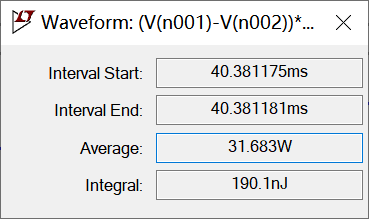 Waveform: (V(n001)-V(n002))*...
Interval Start: 40.381175ms
Interval End: 40.381181ms
Average: 31.683W
Integral: 190.1nJ